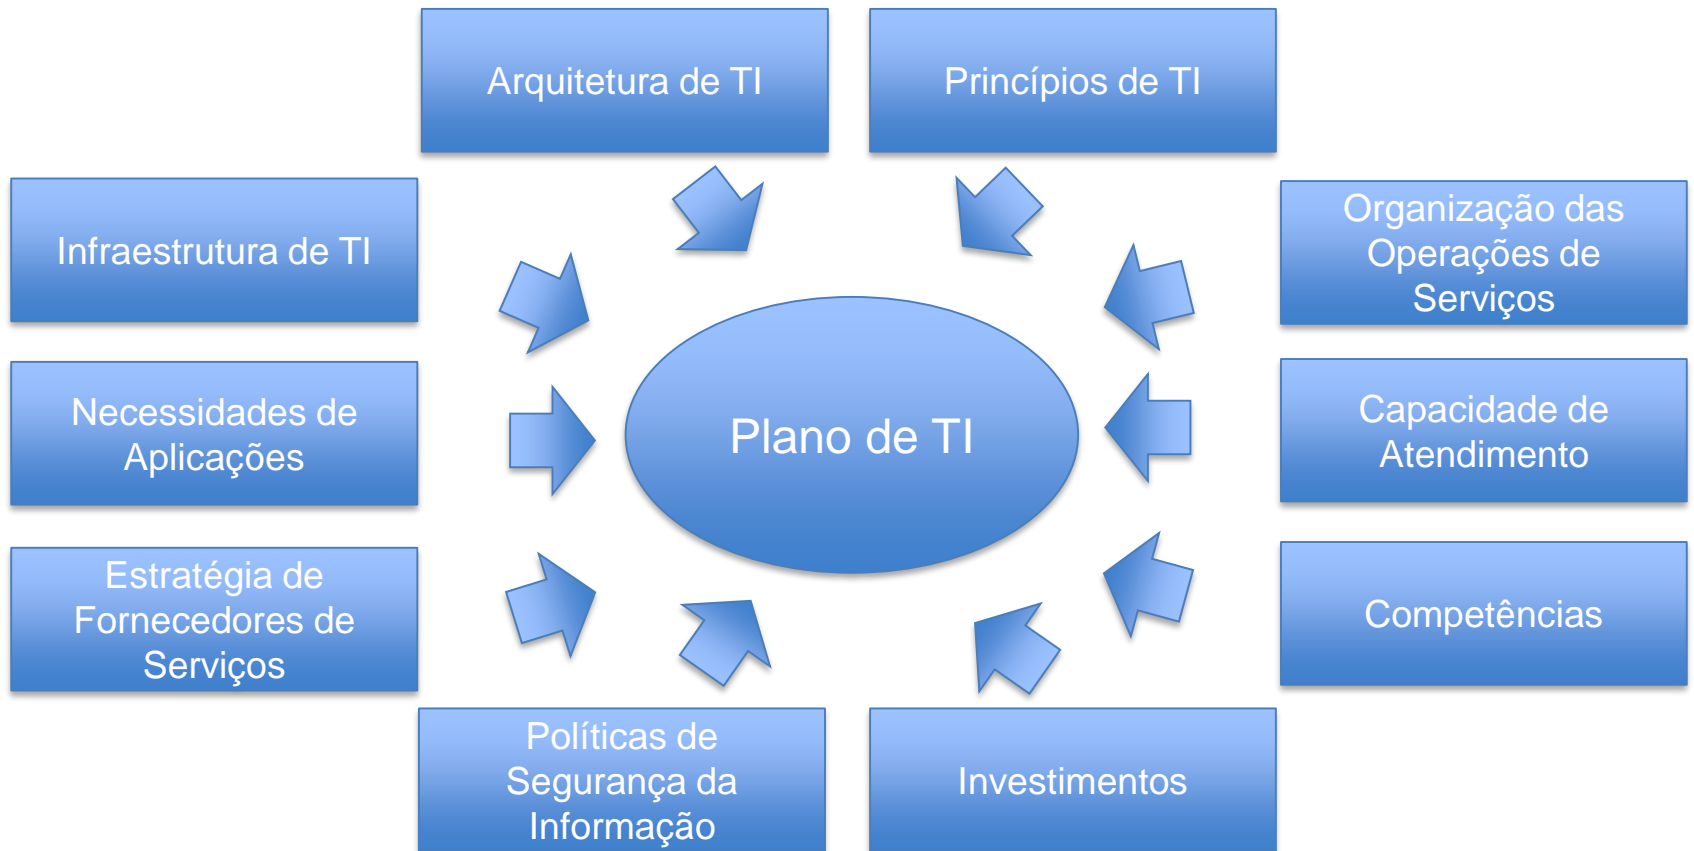 Arquitetura de TI
Princípios de TI
Infraestrutura de TI
Organização das
Operações de
Serviços
Necessidades de
Aplicações
Plano de TI
Capacidade de
Atendimento
Estratégia de
Fornecedores de
Serviços
Competências
Políticas de
Segurança da
Informação
Investimentos